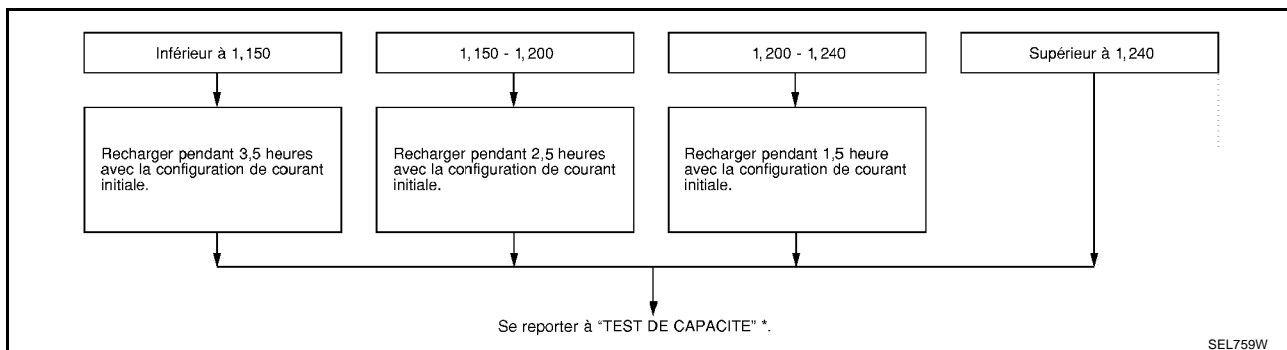 Inférieur à 1,150
1,150 - 1,200
1,200 - 1,240
Supérieur à 1,240
Recharger pendant 3,5 heures
avec la configuration de courant
initiale.
Recharger pendant 2,5 heures
avec la configuration de courant
initiale.
Recharger pendant 1,5 heure
avec la configuration de courant
initiale.
Se reporter à “TEST DE CAPACITE” *.
SEL759W